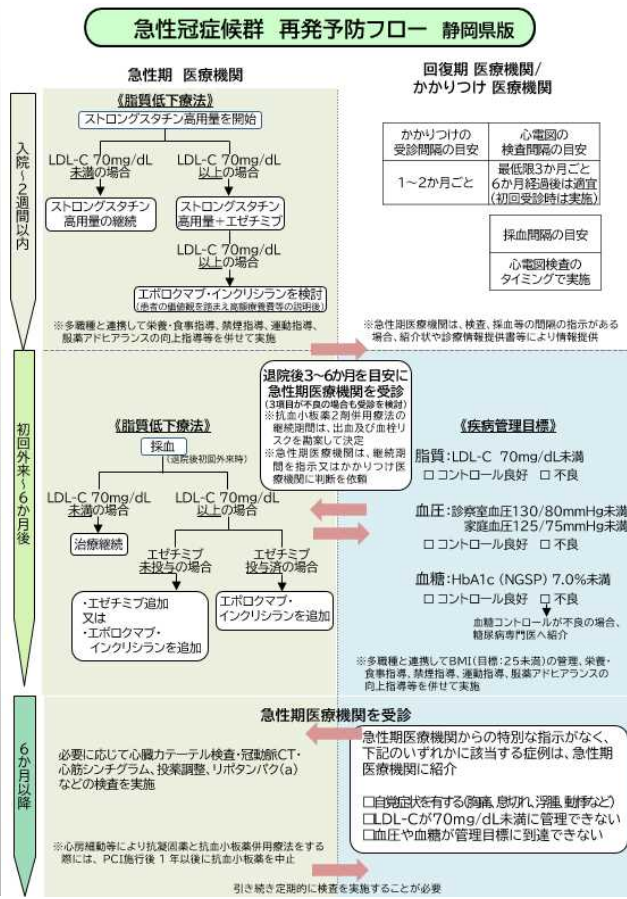 急性冠症候群 再発予防フロー 静岡県版
急性期 医療機関
回復期 医療機関/
かかりつけ 医療機関
入院～2週間以内
《脂質低下療法》
ストロングスタチン高用量を開始
LDL-C 70mg/dL
未満の場合
LDL-C 70mg/dL
以上の場合
ストロングスタチン
高用量の継続
ストロングスタチン
高用量＋エゼチミブ
LDL-C 70mg/dL
以上の場合
エボロクマブ・インクリシランを検討
(患者の価値観を踏まえ高額療養費等の説明後)
※多職種と連携して栄養・食事指導、禁煙指導、運動指導、
服薬アドヒアランスの向上指導等を併せて実施
かかりつけの
受診間隔の目安
心電図の
検査間隔の目安
1～2か月ごと
最低限3か月ごと
6か月経過後は適宜
(初回受診時は実施)
採血間隔の目安
心電図検査の
タイミングで実施
※急性期医療機関は、検査、採血等の間隔の指示がある
場合、紹介状や診療情報提供書等により情報提供
初回外来～6か月後
退院後3～6か月を目安に
急性期医療機関を受診
(3項目が不良の場合も受診を検討)
※抗血小板薬2剤併用療法の
継続期間は、出血及び血栓リ
スクを勘案して決定
※急性期医療機関は、継続期
間を指示又はかかりつけ医
療機関に判断を依頼
《脂質低下療法》
採血
(退院後初回外来時)
LDL-C 70mg/dL
未満の場合
LDL-C 70mg/dL
以上の場合
治療継続
エゼチミブ
未投与の場合
エゼチミブ
投与済の場合
・エゼチミブ追加
又は
・エボロクマブ・
インクリシランを追加
エボロクマブ・
インクリシランを追加
《疾病管理目標》
脂質:LDL-C 70mg/dL未満
□ コントロール良好 □ 不良
血圧:診察室血圧130/80mmHg未満
家庭血圧125/75mmHg未満
□ コントロール良好 □ 不良
血糖:HbA1c (NGSP) 7.0%未満
□ コントロール良好 □ 不良
血糖コントロールが不良の場合、
糖尿病専門医へ紹介
※多職種と連携してBMI(目標:25未満)の管理、栄養・
食事指導、禁煙指導、運動指導、服薬アドヒアランスの
向上指導等を併せて実施
6か月以降
急性期医療機関を受診
必要に応じて心臓カテーテル検査・冠動脈CT・
心筋シンチグラム、投薬調整、リポタンパク(a)
などの検査を実施
※心房細動等により抗凝固薬と抗血小板薬併用療法をする
際には、PCI施行後1年以後に抗血小板薬を中止
急性期医療機関からの特別な指示がなく、
下記のいずれかに該当する症例は、急性期
医療機関に紹介
□自覚症状を有する(胸痛、息切れ、浮腫、動悸など)
□LDL-Cが70mg/dL未満に管理できない
□血圧や血糖が管理目標に到達できない
引き続き定期的に検査を実施することが必要